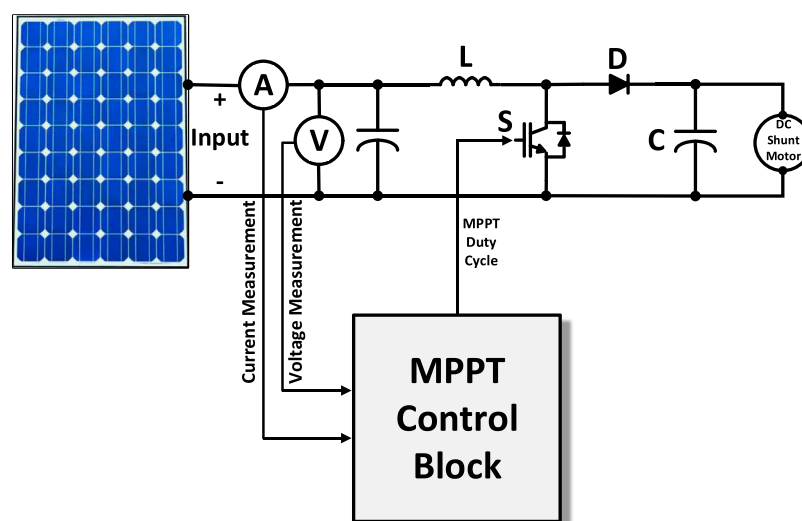 A
+
Input
V
-
L
S
D
C
DC
Shunt
Motor
Current Measurement
Voltage Measurement
MPPT
Duty
Cycle
MPPT
Control
Block